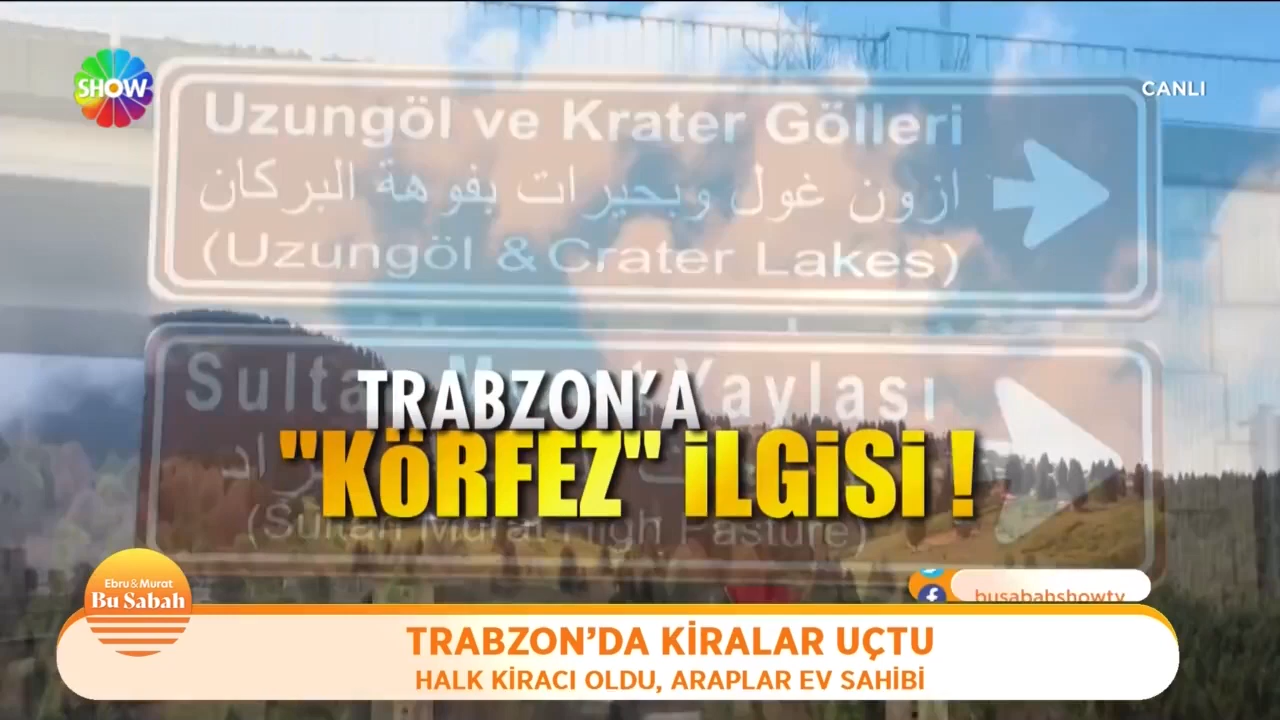 SHOW
CANLI
Uzungöl ve Krater Gölleri
ازون غول وبحيرات بفوهة البركان
(Uzungöl & Crater Lakes)
Yaylası
TRABZON'A
"KÖRFEZ" İLGİSİ !
(Sultan Murat High Pasture)
Ebru & Murat
Bu Sabah
busabahshowtv
TRABZON'DA KİRALAR UÇTU
HALK KİRACI OLDU, ARAPLAR EV SAHİBİ